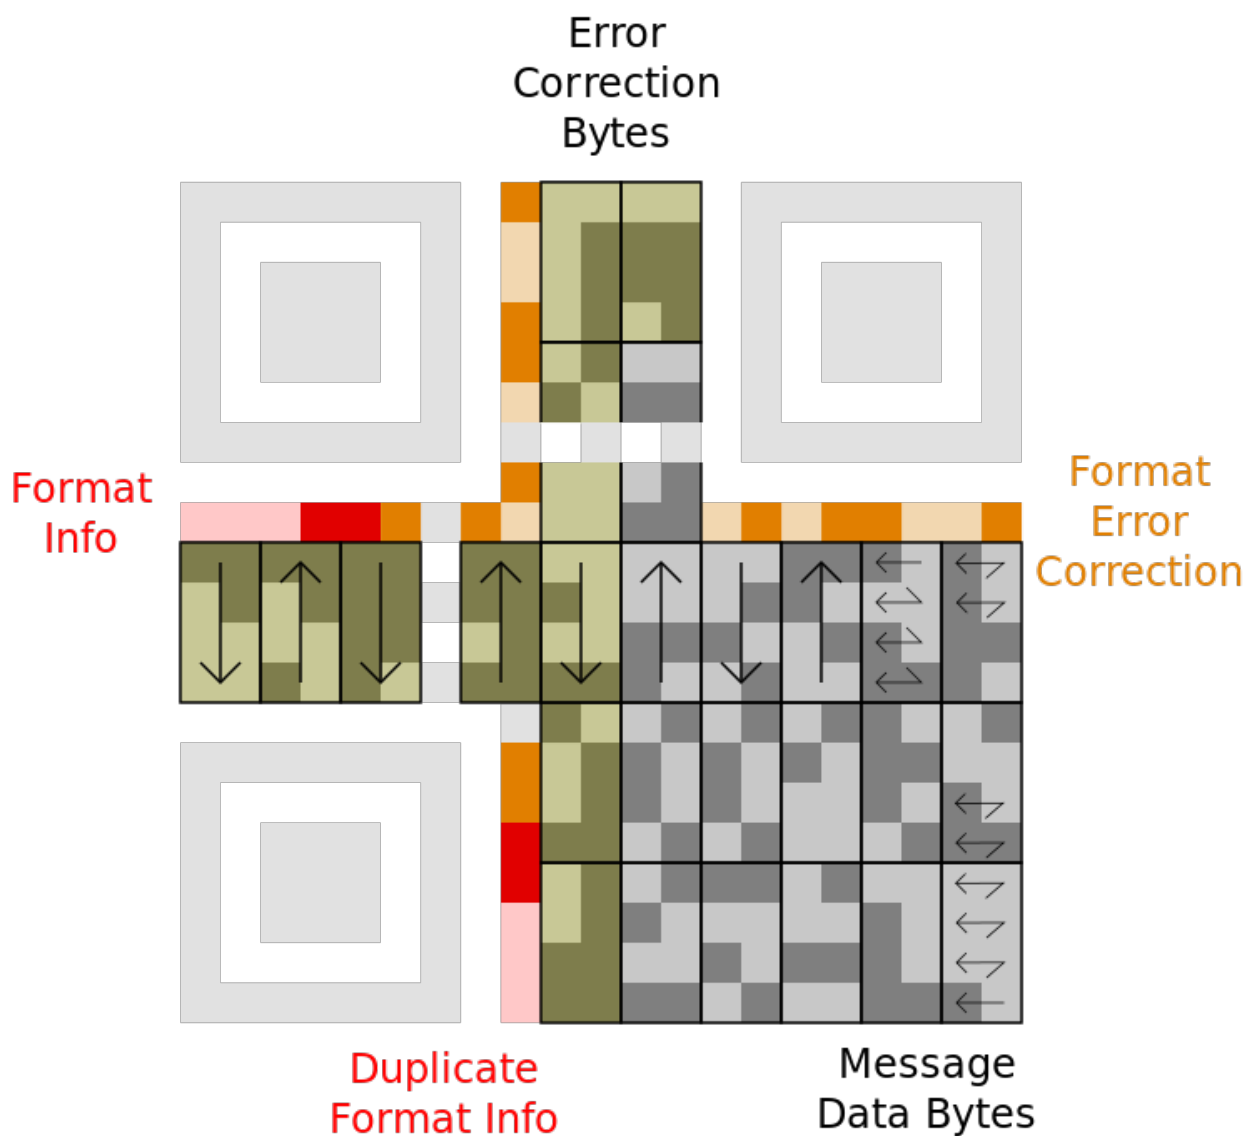 Error
Correction
Bytes
Format
Info
Format
Error
Correction
Duplicate
Format Info
Message
Data Bytes